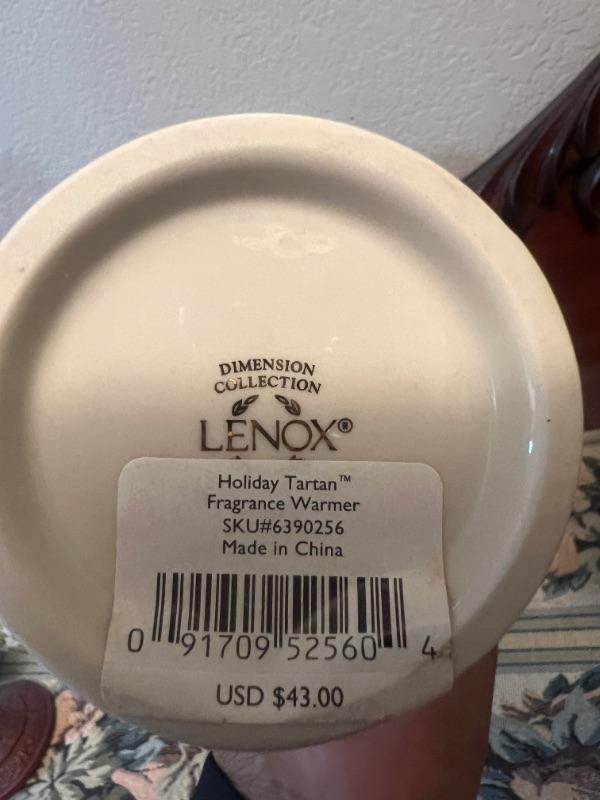 DIMENSION
COLLECTION
LENOX®
Holiday Tartan™
Fragrance Warmer
SKU#6390256
Made in China
0 91709 52560 4
USD $43.00